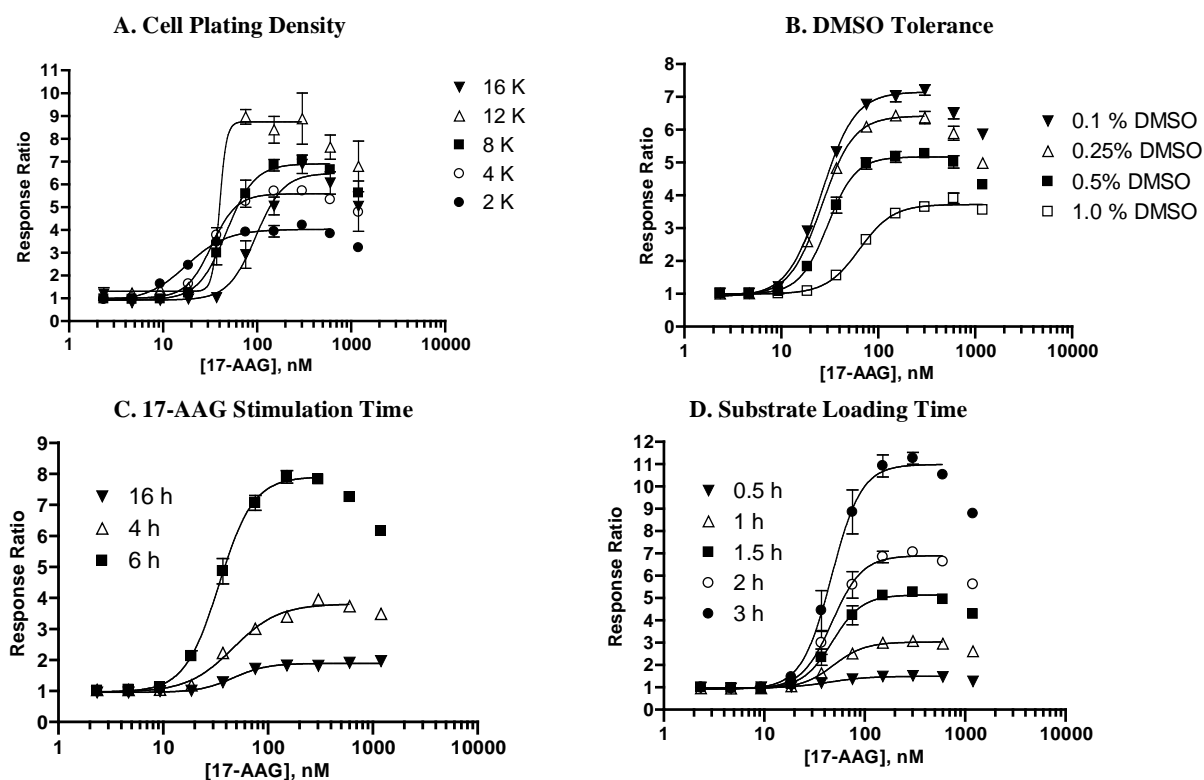 A. Cell Plating Density
11
10
9
8
7
6
5
4
3
2
1
0
Response Ratio
1 10 100 1000 10000
[17-AAG], nM
16 K
12 K
8 K
4 K
2 K
B. DMSO Tolerance
8
7
6
5
4
3
2
1
0
Response Ratio
1 10 100 1000 10000
[17-AAG], nM
0.1 % DMSO
0.25% DMSO
0.5% DMSO
1.0 % DMSO
C. 17-AAG Stimulation Time
9
8
7
6
5
4
3
2
1
0
Response Ratio
1 10 100 1000 10000
[17-AAG], nM
16 h
4 h
6 h
D. Substrate Loading Time
12
11
10
9
8
7
6
5
4
3
2
1
0
Response Ratio
1 10 100 1000 10000
[17-AAG], nM
0.5 h
1 h
1.5 h
2 h
3 h